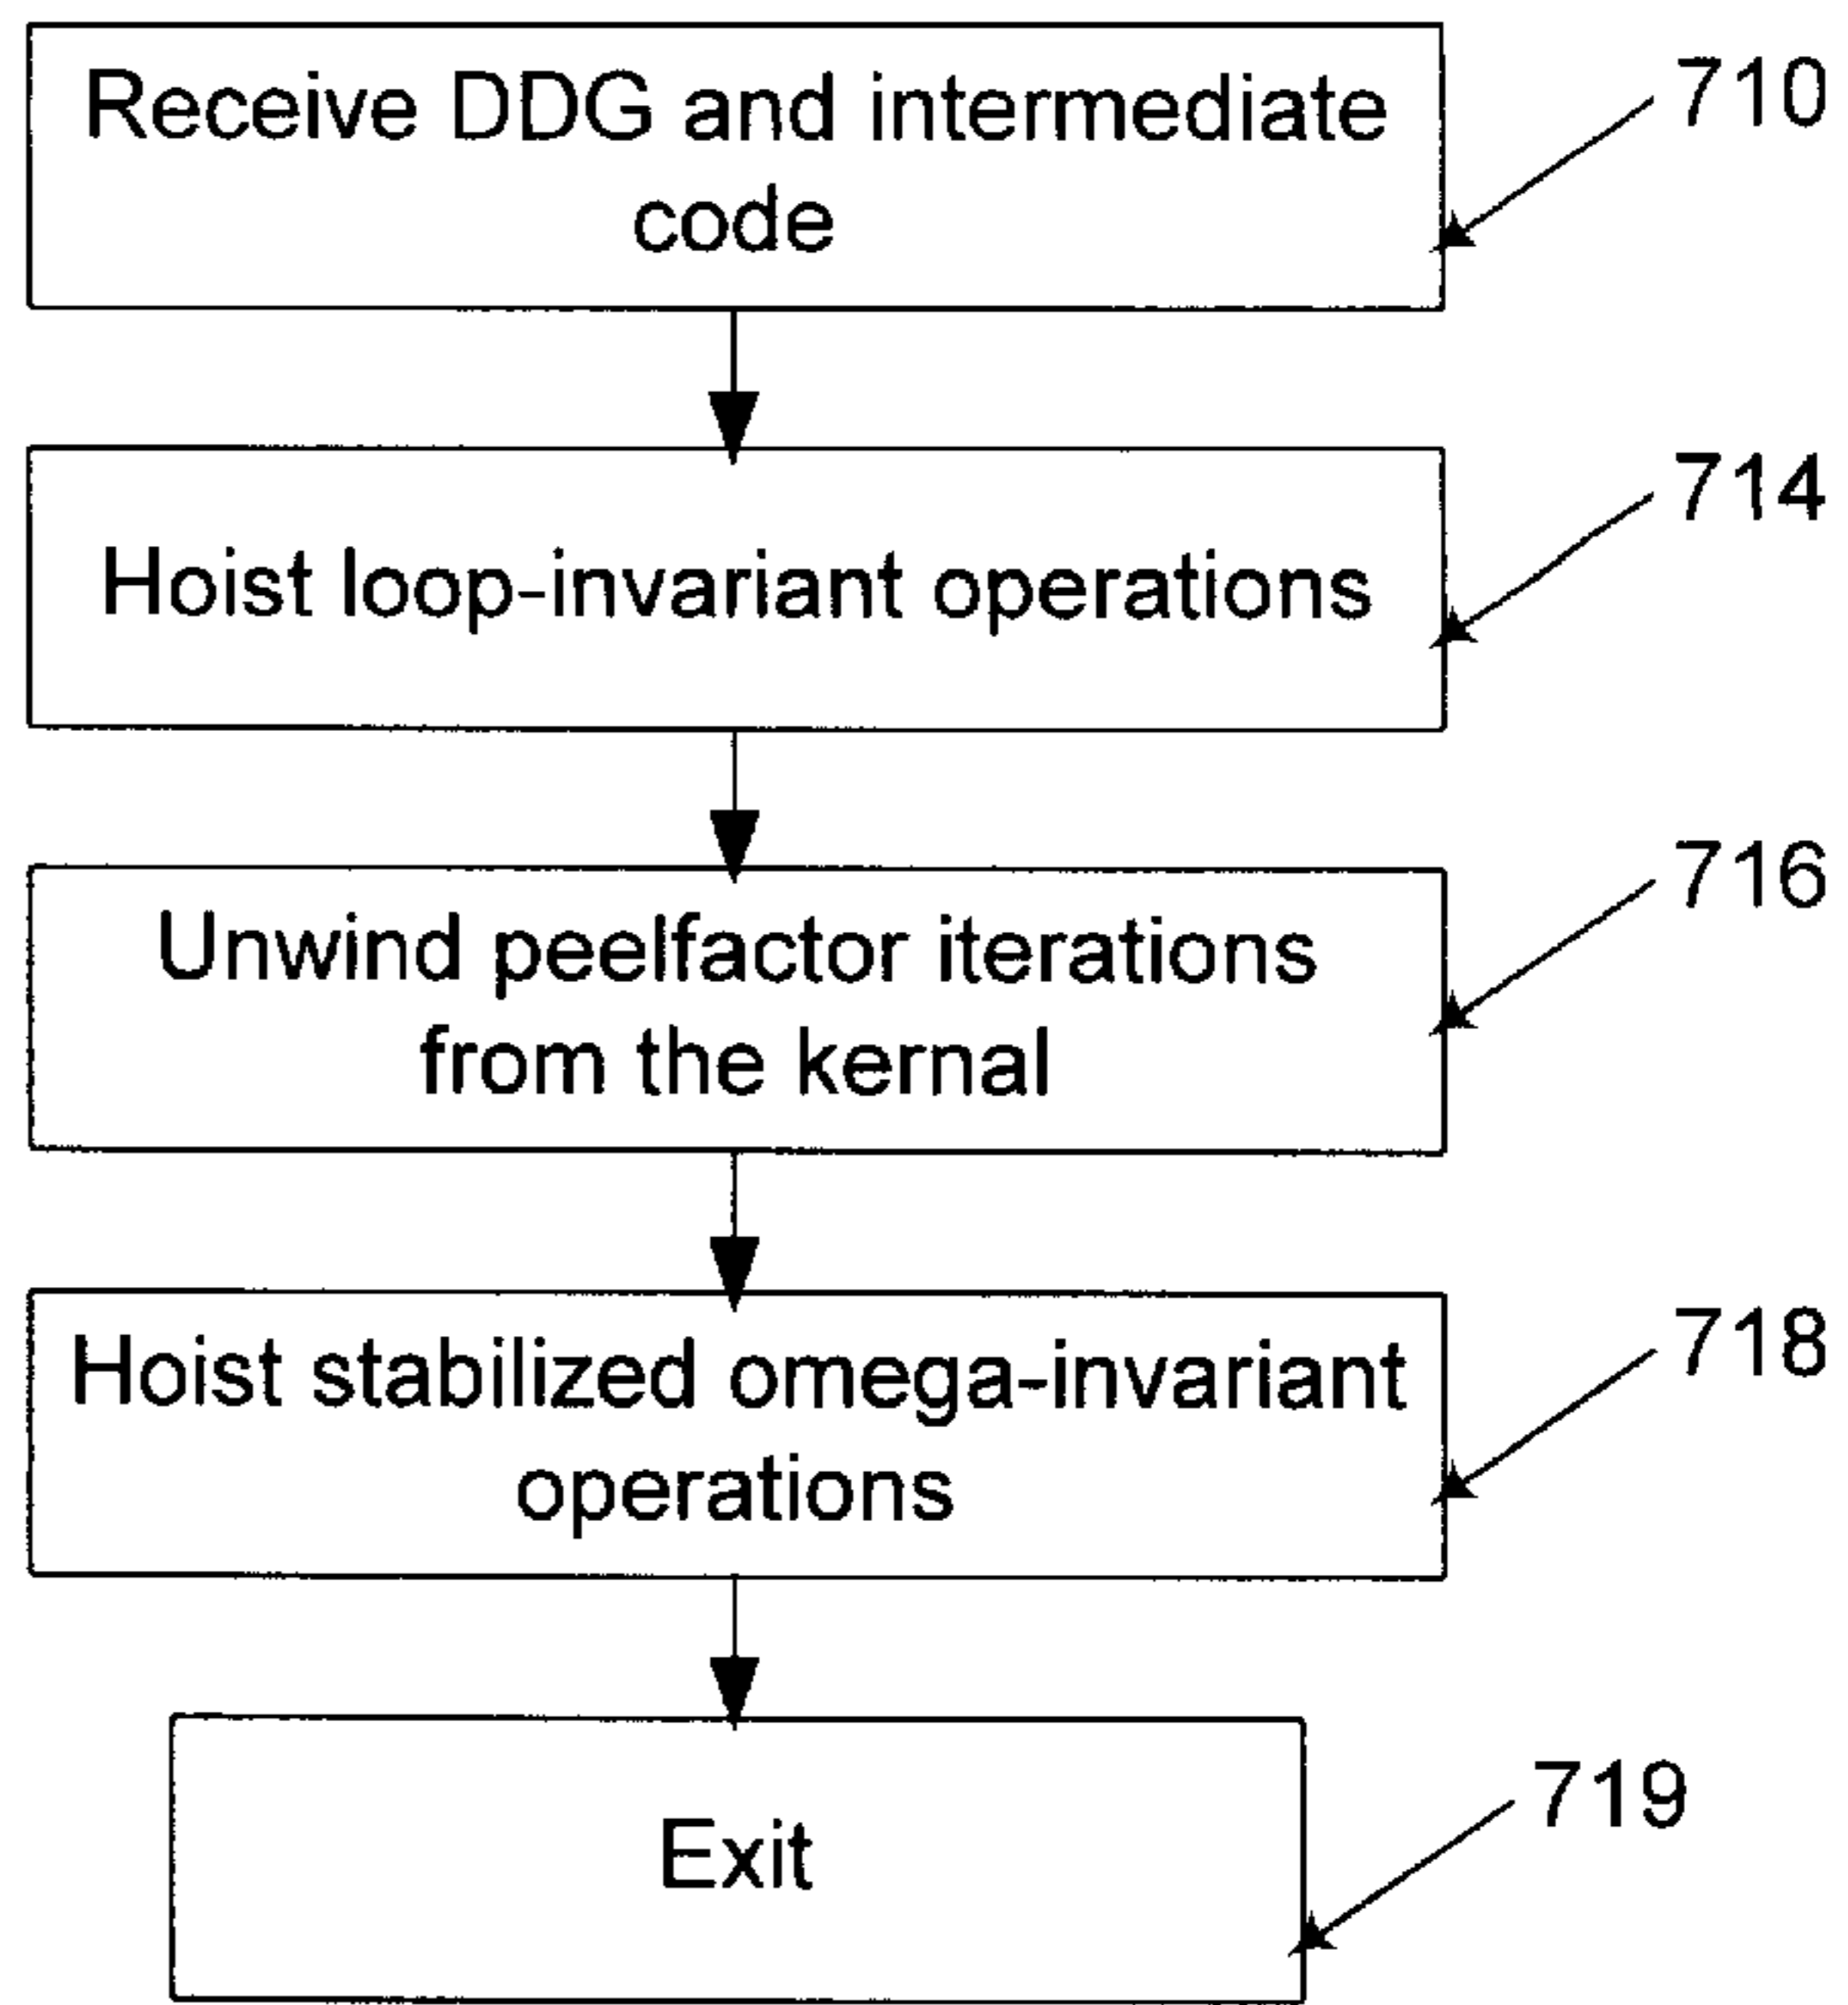 Receive DDG and intermediate
code
710
Hoist loop-invariant operations
714
Unwind peelfactor iterations
from the kernal
716
Hoist stabilized omega-invariant
operations
718
Exit
719